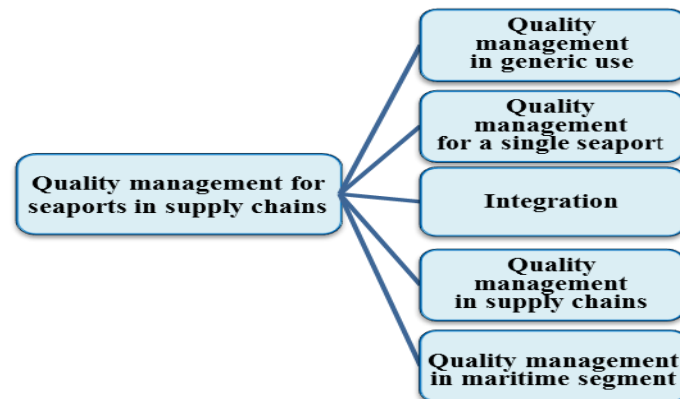 Quality
management
in generic use
Quality
management
for a single seaport
Quality management for
seaports in supply chains
Integration
Quality
management
in supply chains
Quality management
in maritime segment